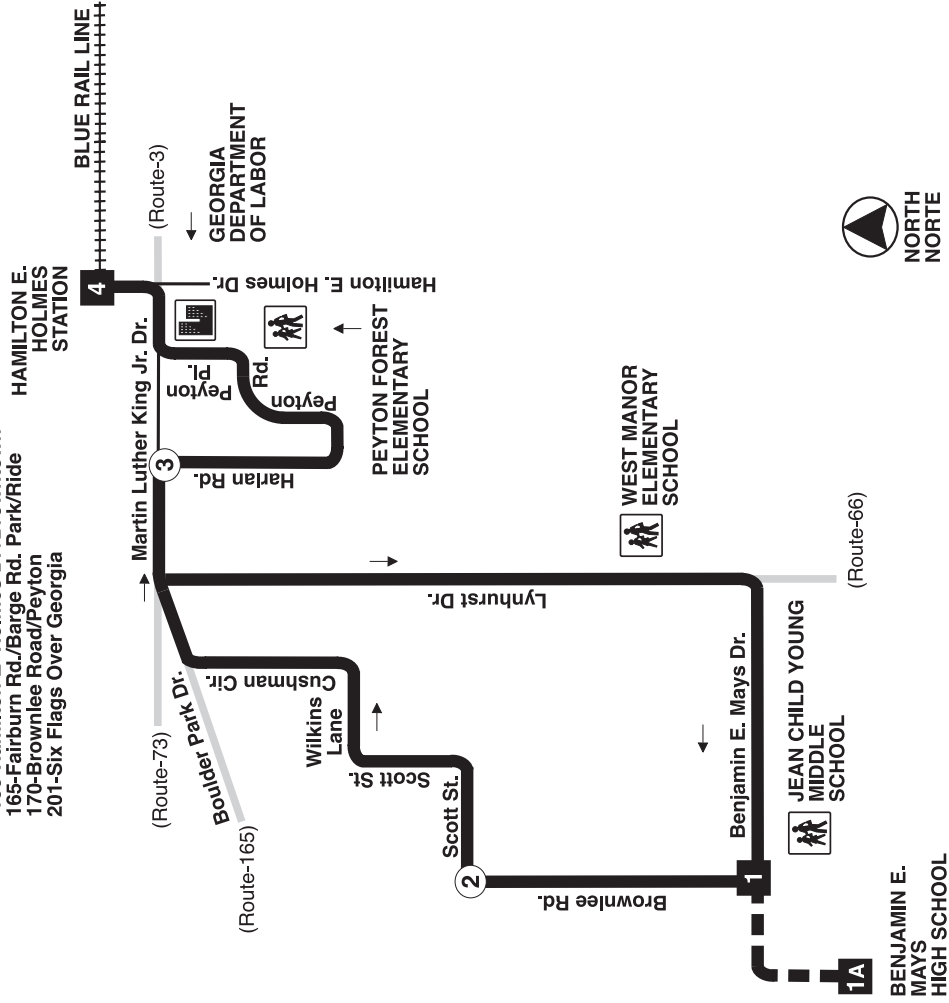 165-Fairburn Rd./Barge Rd. Park/Ride
170-Brownlee Road/Peyton
201-Six Flags Over Georgia
HAMILTON E.
HOLMES
STATION
4
BLUE RAIL LINE
(Route-3)
GEORGIA
DEPARTMENT
OF LABOR
Hamilton E. Holmes Dr.
Martin Luther King Jr. Dr.
Peyton
Pl.
Peyton
Rd.
Harlan Rd.
3
PEYTON FOREST
ELEMENTARY
SCHOOL
(Route-73)
Boulder Park Dr.
(Route-165)
Cushman Cir.
Wilkins
Lane
Scott St.
Scott St.
2
Brownlee Rd.
Lynhurst Dr.
WEST MANOR
ELEMENTARY
SCHOOL
(Route-66)
Benjamin E. Mays Dr.
1
JEAN CHILD YOUNG
MIDDLE
SCHOOL
1A
BENJAMIN E.
MAYS
HIGH SCHOOL
NORTH
NORTE